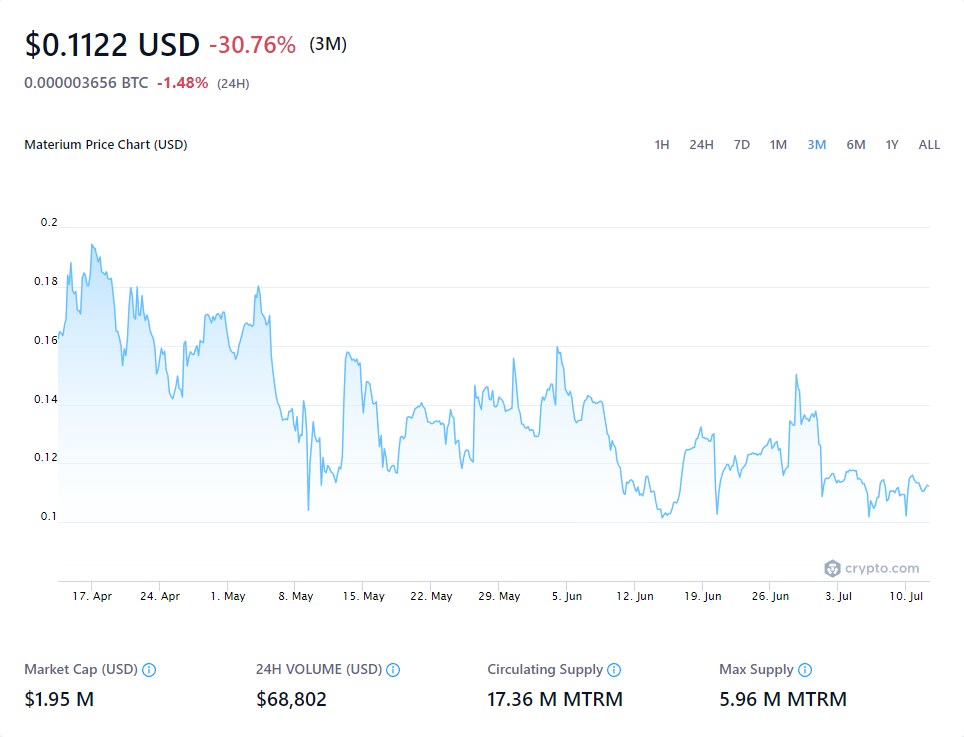 $0.1122 USD -30.76% (3M)
0.000003656 BTC -1.48% (24H)
Materium Price Chart (USD) 1H 24H 7D 1M 3M 6M 1Y ALL
0.2
0.18
0.16
0.14
0.12
0.1
crypto.com
17. Apr 24. Apr 1. May 8. May 15. May 22. May 29. May 5. Jun 12. Jun 19. Jun 26. Jun 3. Jul 10. Jul
Market Cap (USD) 24H VOLUME (USD) Circulating Supply Max Supply
$1.95 M $68,802 17.36 M MTRM 5.96 M MTRM